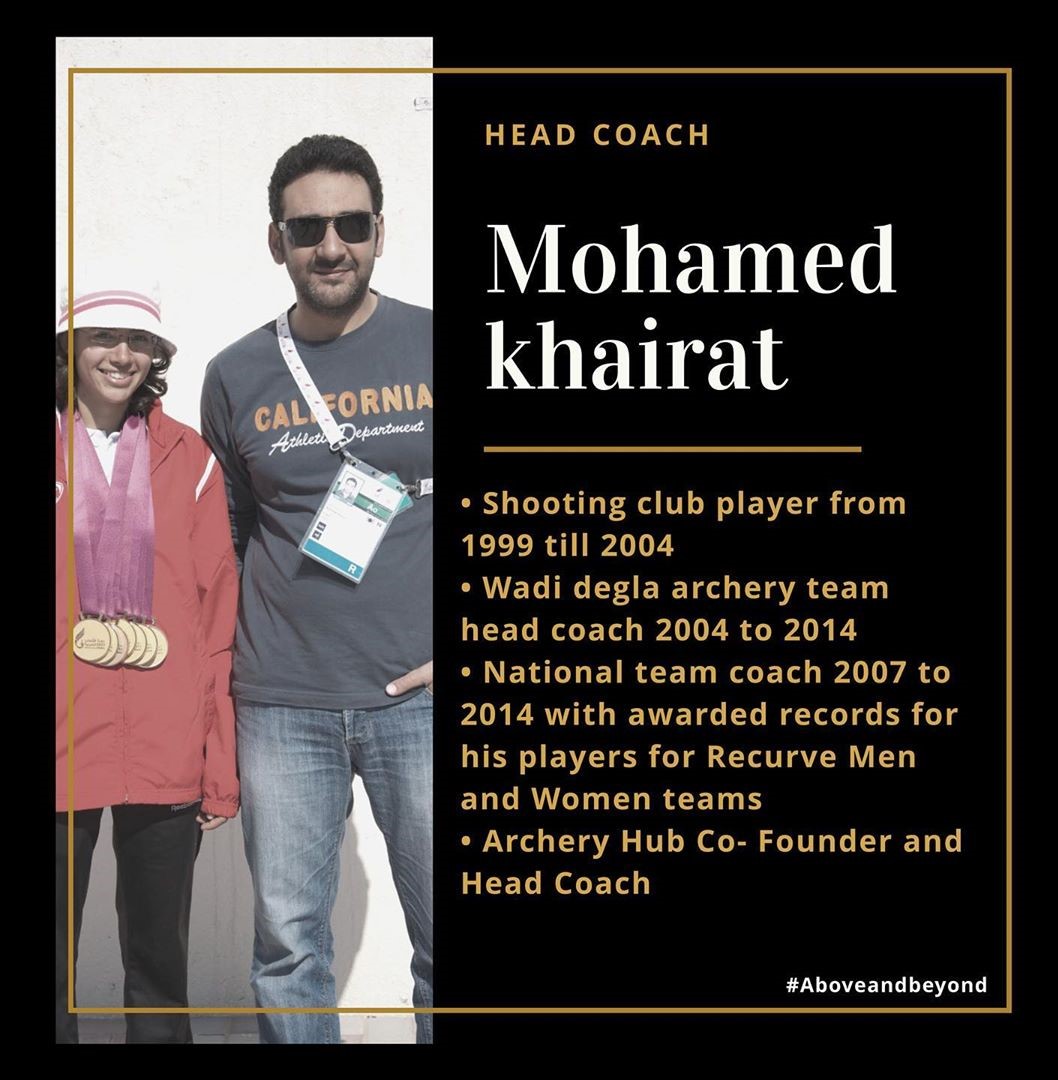 HEAD COACH
Mohamed
khairat
• Shooting club player from
1999 till 2004
• Wadi degla archery team
head coach 2004 to 2014
• National team coach 2007 to
2014 with awarded records for
his players for Recurve Men
and Women teams
• Archery Hub Co- Founder and
Head Coach
#Aboveandbeyond
CALIFORNIA
Athletic Department
Ao
R
Reebok